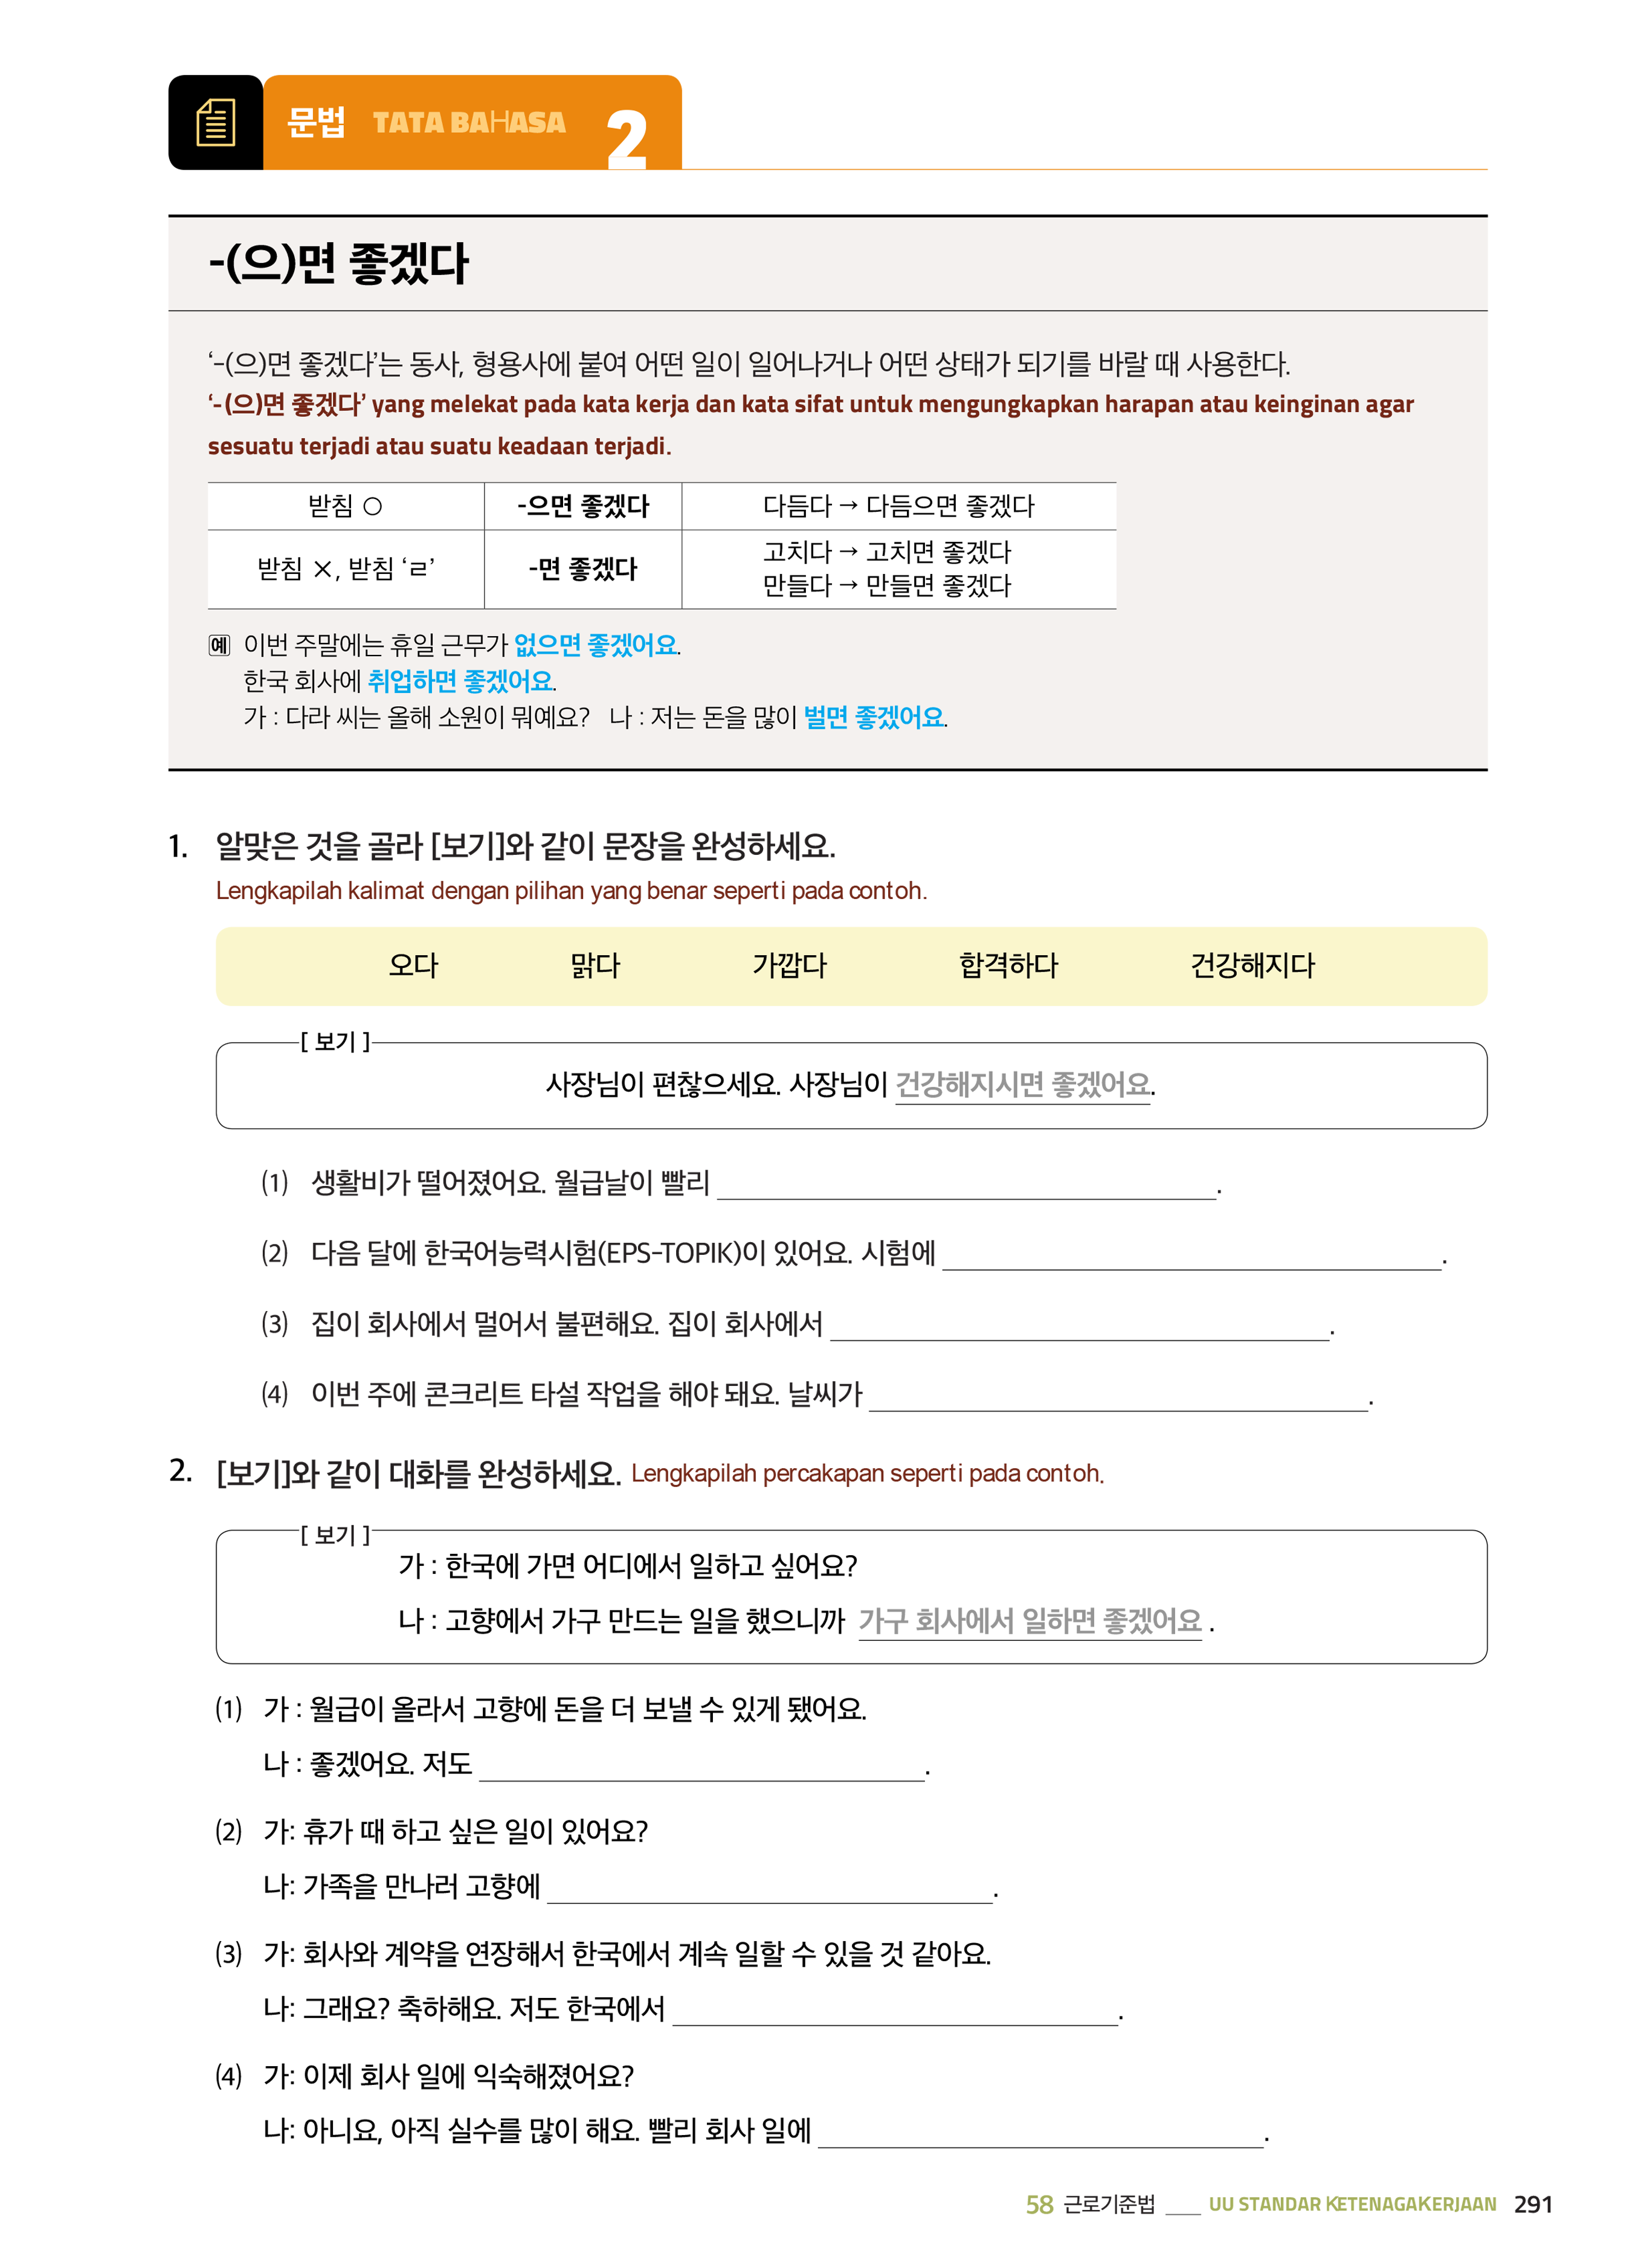 문법 TATA BAHASA 2
-(으)면 좋겠다
‘-(으)면 좋겠다’는 동사, 형용사에 붙여 어떤 일이 일어나거나 어떤 상태가 되기를 바랄 때 사용한다.
‘-(으)면 좋겠다’ yang melekat pada kata kerja dan kata sifat untuk mengungkapkan harapan atau keinginan agar
sesuatu terjadi atau suatu keadaan terjadi.
받침 ○ -으면 좋겠다 다듬다 → 다듬으면 좋겠다
받침 ×, 받침 ‘ㄹ’ -면 좋겠다 고치다 → 고치면 좋겠다
만들다 → 만들면 좋겠다
예 이번 주말에는 휴일 근무가 없으면 좋겠어요.
한국 회사에 취업하면 좋겠어요.
가 : 다라 씨는 올해 소원이 뭐예요? 나 : 저는 돈을 많이 벌면 좋겠어요.
1. 알맞은 것을 골라 [보기]와 같이 문장을 완성하세요.
Lengkapilah kalimat dengan pilihan yang benar seperti pada contoh.
오다 맑다 가깝다 합격하다 건강해지다
[ 보기 ]
사장님이 편찮으세요. 사장님이 건강해지시면 좋겠어요.
(1) 생활비가 떨어졌어요. 월급날이 빨리 ____.
(2) 다음 달에 한국어능력시험(EPS-TOPIK)이 있어요. 시험에 ____.
(3) 집이 회사에서 멀어서 불편해요. 집이 회사에서 ____.
(4) 이번 주에 콘크리트 타설 작업을 해야 돼요. 날씨가 ____.
2. [보기]와 같이 대화를 완성하세요. Lengkapilah percakapan seperti pada contoh.
[ 보기 ]
가 : 한국에 가면 어디에서 일하고 싶어요?
나 : 고향에서 가구 만드는 일을 했으니까 가구 회사에서 일하면 좋겠어요 .
(1) 가 : 월급이 올라서 고향에 돈을 더 보낼 수 있게 됐어요.
나 : 좋겠어요. 저도 ____.
(2) 가: 휴가 때 하고 싶은 일이 있어요?
나: 가족을 만나러 고향에 ____.
(3) 가: 회사와 계약을 연장해서 한국에서 계속 일할 수 있을 것 같아요.
나: 그래요? 축하해요. 저도 한국에서 ____.
(4) 가: 이제 회사 일에 익숙해졌어요?
나: 아니요, 아직 실수를 많이 해요. 빨리 회사 일에 ____.
58 근로기준법 ___ UU STANDAR KETENAGAKERJAAN 291